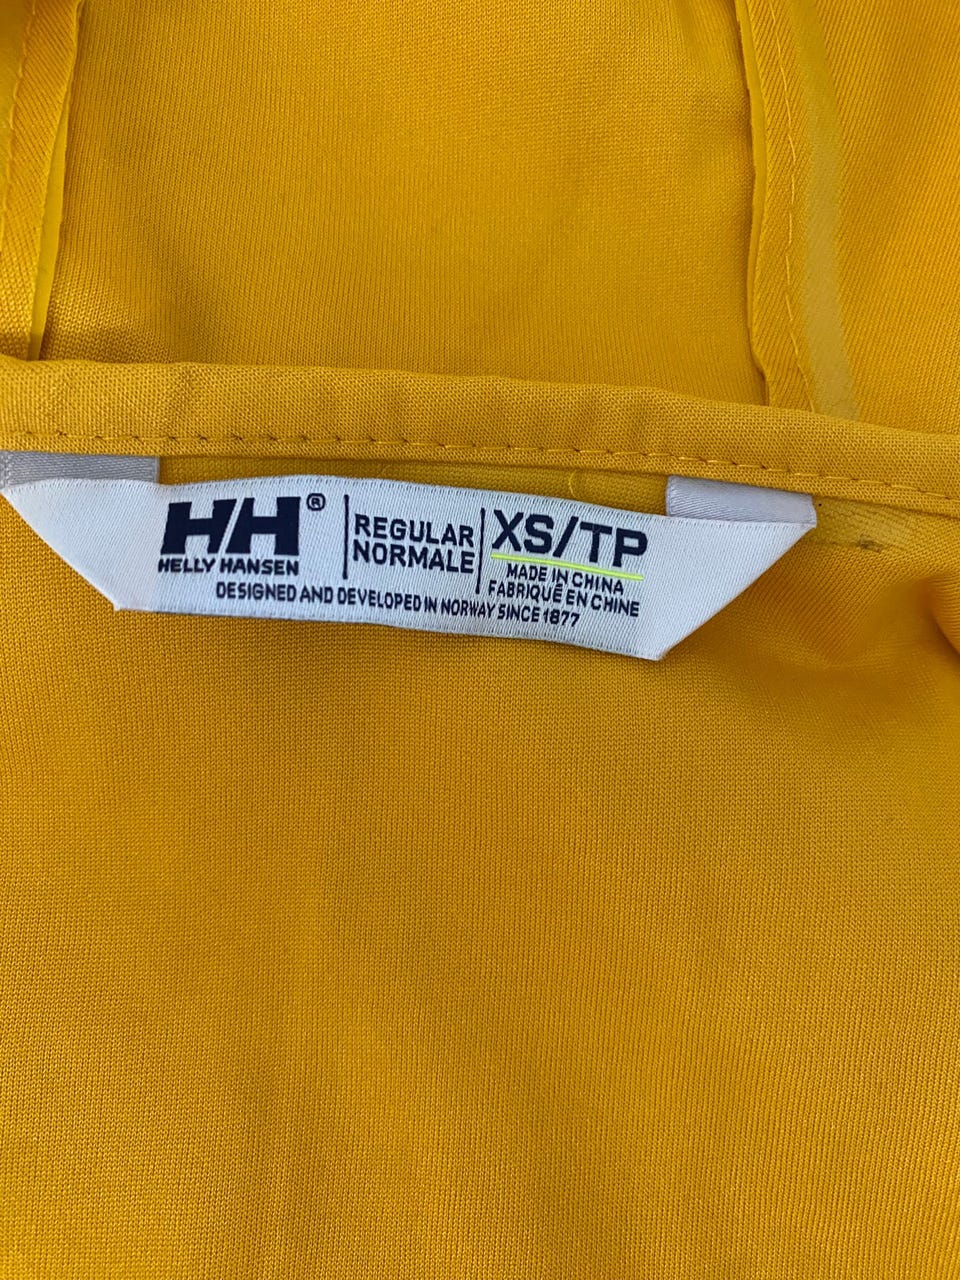 HH®
HELLY HANSEN
REGULAR
NORMALE
XS/TP
MADE IN CHINA
FABRIQUÉ EN CHINE
DESIGNED AND DEVELOPED IN NORWAY SINCE 1877